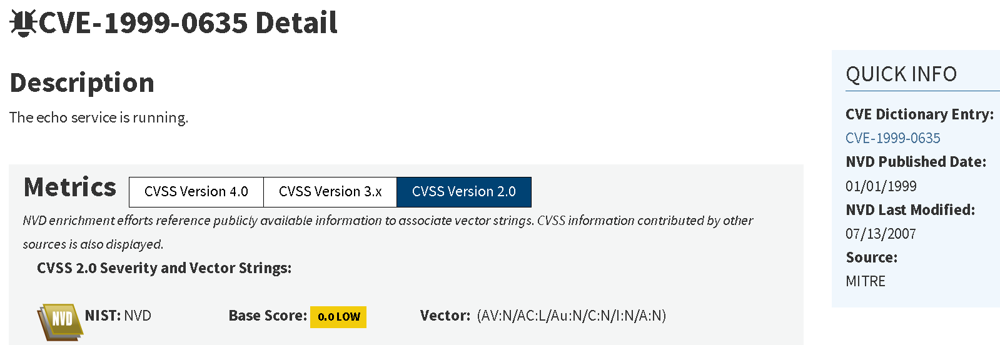 CVE-1999-0635 Detail
Description
The echo service is running.
Metrics
CVSS Version 4.0
CVSS Version 3.x
CVSS Version 2.0
NVD enrichment efforts reference publicly available information to associate vector strings. CVSS information contributed by other
sources is also displayed.
CVSS 2.0 Severity and Vector Strings:
NVD
NIST: NVD
Base Score: 0.0 LOW
Vector: (AV:N/AC:L/Au:N/C:N/I:N/A:N)
QUICK INFO
CVE Dictionary Entry:
CVE-1999-0635
NVD Published Date:
01/01/1999
NVD Last Modified:
07/13/2007
Source:
MITRE